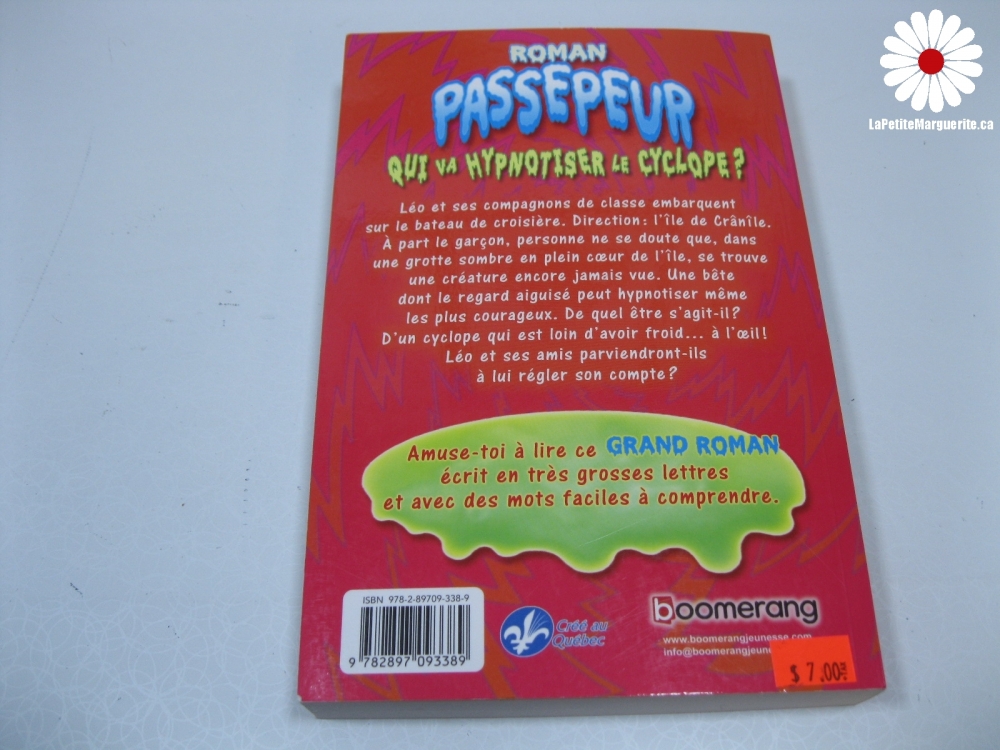 LaPetiteMarguerite.ca
ROMAN
PASSEPEUR
QUI VA HYPNOTISER LE CYCLOPE?
Léo et ses compagnons de classe embarquent
sur le bateau de croisière. Direction: l'île de Crânîle.
À part le garçon, personne ne se doute que, dans
une grotte sombre en plein cœur de l'île, se trouve
une créature encore jamais vue. Une bête
dont le regard aiguisé peut hypnotiser même
les plus courageux. De quel être s'agit-il?
D'un cyclope qui est loin d'avoir froid... à l'œil!
Léo et ses amis parviendront-ils
à lui régler son compte?
Amuse-toi à lire ce GRAND ROMAN
écrit en très grosses lettres
et avec des mots faciles à comprendre.
ISBN 978-2-89709-338-9
9 782897 093389
Créé au
Québec
boomerang
www.boomerangjeunesse.com
info@boomerangjeune
$ 7.00